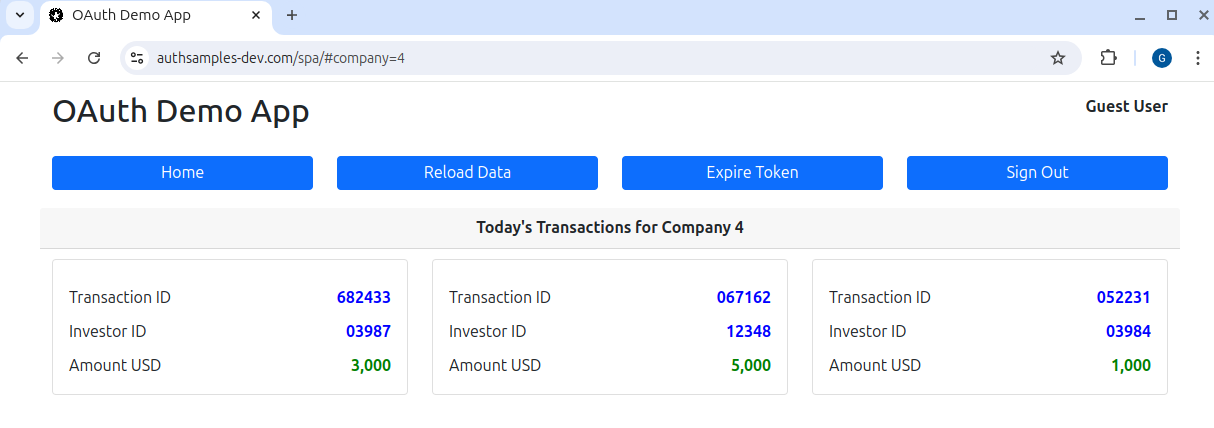 OAuth Demo App
authsamples-dev.com/spa/#company=4
G
OAuth Demo App
Guest User
Home
Reload Data
Expire Token
Sign Out
Today's Transactions for Company 4
Transaction ID 682433
Investor ID 03987
Amount USD 3,000
Transaction ID 067162
Investor ID 12348
Amount USD 5,000
Transaction ID 052231
Investor ID 03984
Amount USD 1,000